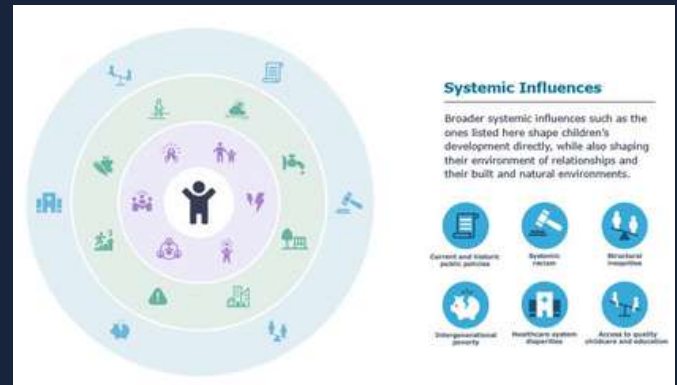 Systemic Influences
Broader systemic influences such as the
ones listed here shape children's
development directly, while also shaping
their environment of relationships and
their built and natural environments.
Current and historic
public policies
Systemic
racism
Structural
inequities
Intergenerational
poverty
Healthcare system
disparities
Access to quality
childcare and education